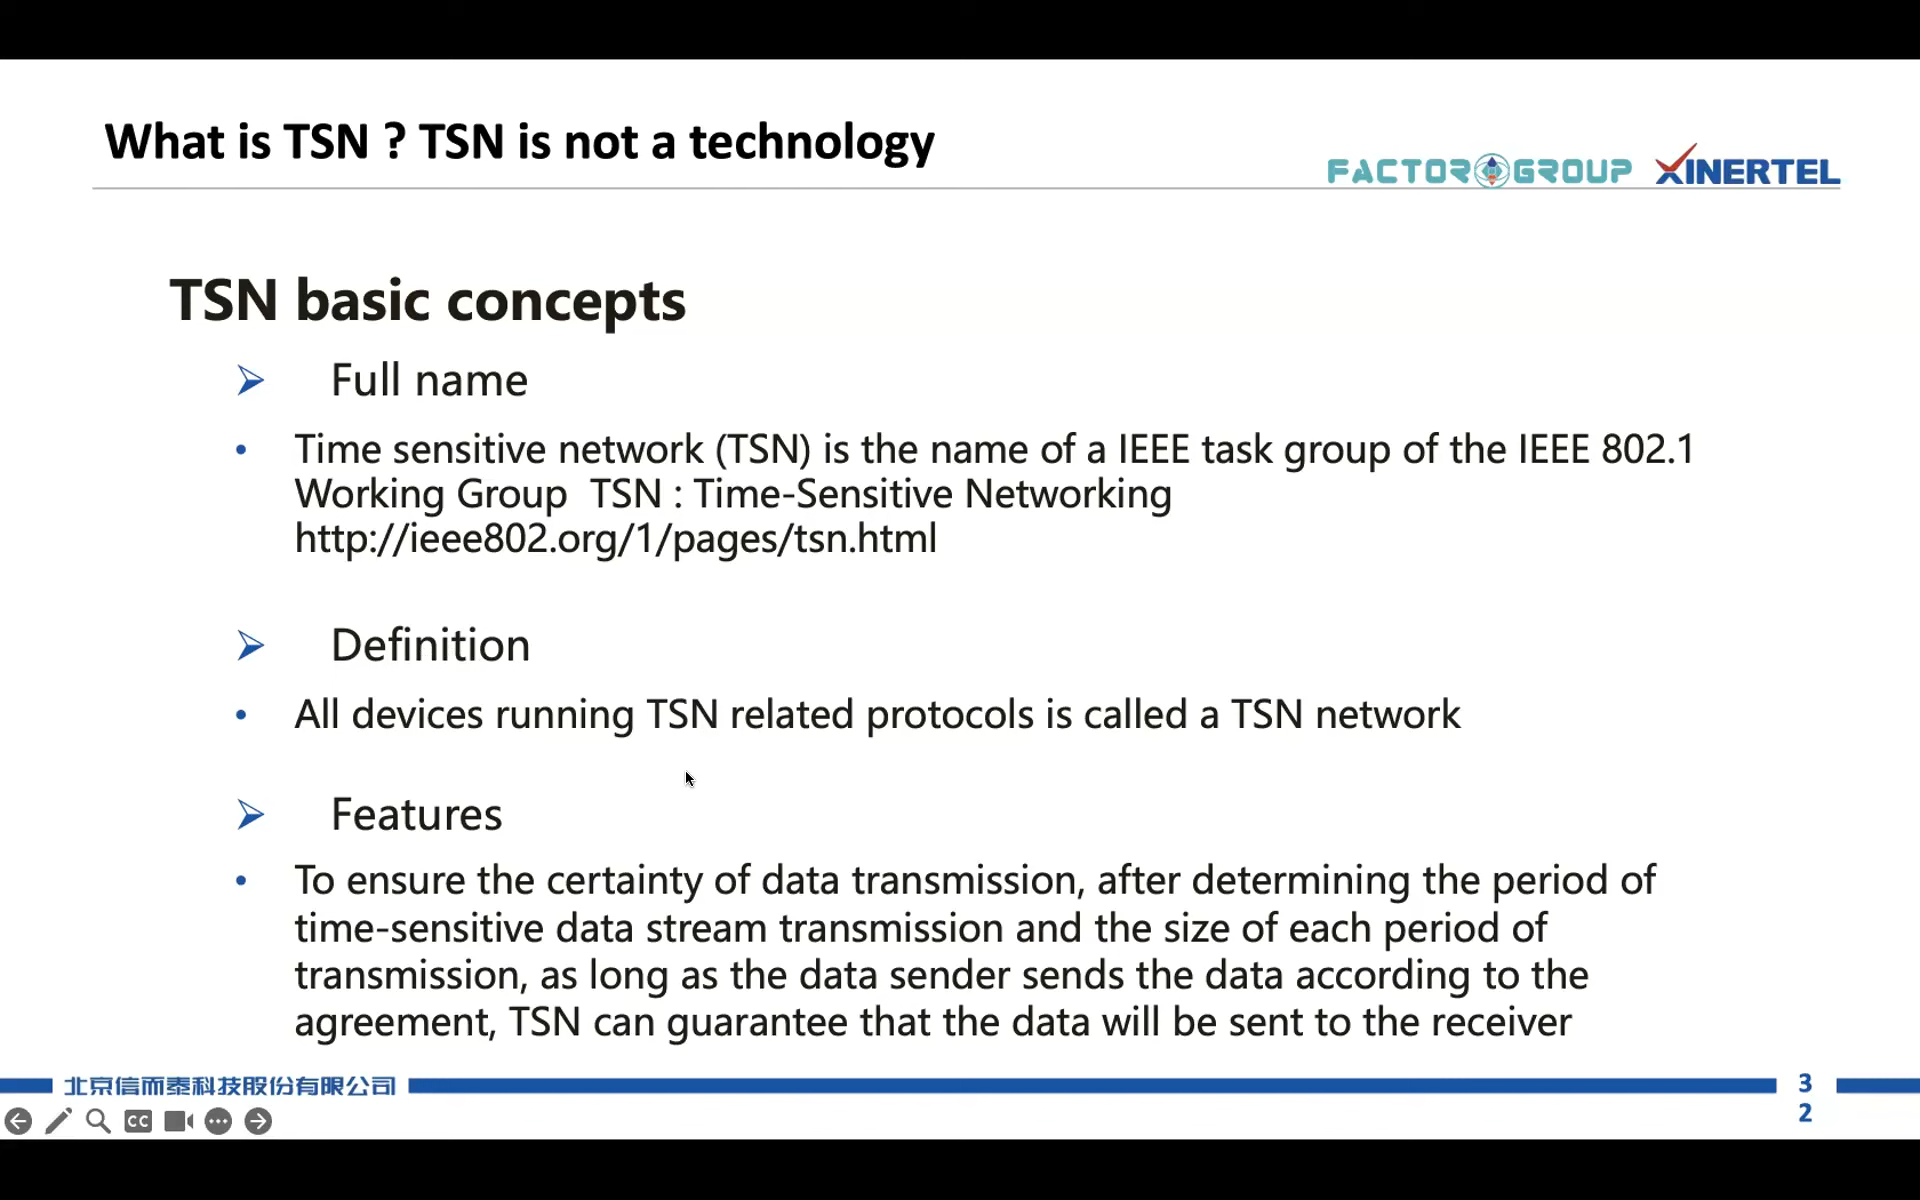 What is TSN ? TSN is not a technology
FACTOR GROUP XINERTEL
TSN basic concepts
➢ Full name
• Time sensitive network (TSN) is the name of a IEEE task group of the IEEE 802.1
Working Group TSN : Time-Sensitive Networking
http://ieee802.org/1/pages/tsn.html
➢ Definition
• All devices running TSN related protocols is called a TSN network
➢ Features
• To ensure the certainty of data transmission, after determining the period of
time-sensitive data stream transmission and the size of each period of
transmission, as long as the data sender sends the data according to the
agreement, TSN can guarantee that the data will be sent to the receiver
北京信而泰科技股份有限公司
3
2
CC